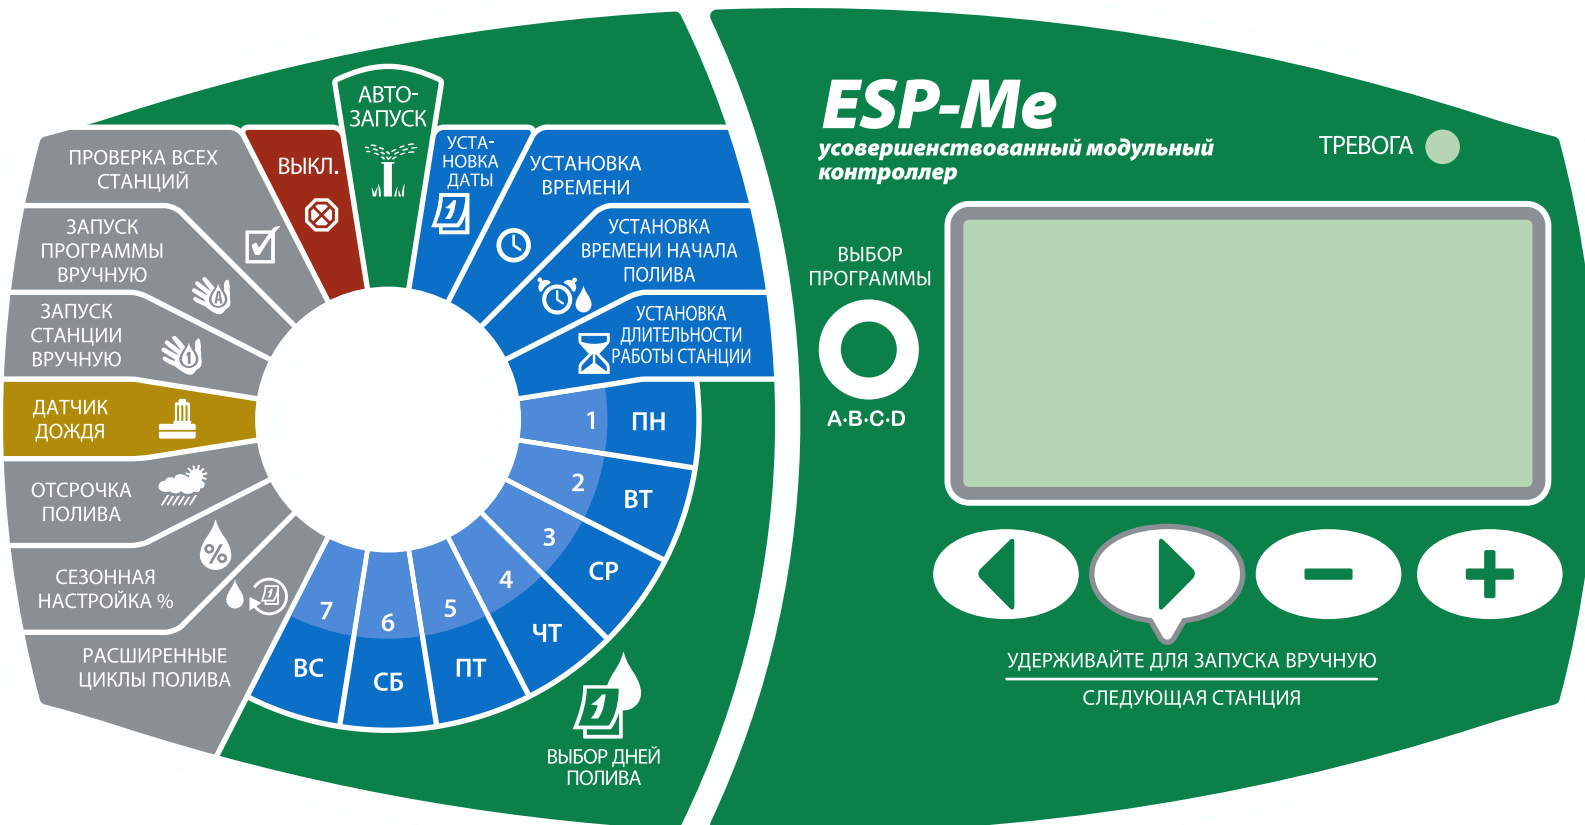 АВТО-
ЗАПУСК
УСТА-
НОВКА
ДАТЫ
1
УСТАНОВКА
ВРЕМЕНИ
УСТАНОВКА
ВРЕМЕНИ НАЧАЛА
ПОЛИВА
УСТАНОВКА
ДЛИТЕЛЬНОСТИ
РАБОТЫ СТАНЦИИ
1 ПН
2 ВТ
3 СР
4 ЧТ
5 ПТ
6 СБ
7 ВС
1
ВЫБОР ДНЕЙ
ПОЛИВА
РАСШИРЕННЫЕ
ЦИКЛЫ ПОЛИВА
СЕЗОННАЯ
НАСТРОЙКА %
%
ОТСРОЧКА
ПОЛИВА
ДАТЧИК
ДОЖДЯ
ЗАПУСК
СТАНЦИИ
ВРУЧНУЮ
1
ЗАПУСК
ПРОГРАММЫ
ВРУЧНУЮ
A
ПРОВЕРКА ВСЕХ
СТАНЦИЙ
ВЫКЛ.
ESP-Me
усовершенствованный модульный
контроллер
ТРЕВОГА
ВЫБОР
ПРОГРАММЫ
A·B·C·D
УДЕРЖИВАЙТЕ ДЛЯ ЗАПУСКА ВРУЧНУЮ
СЛЕДУЮЩАЯ СТАНЦИЯ